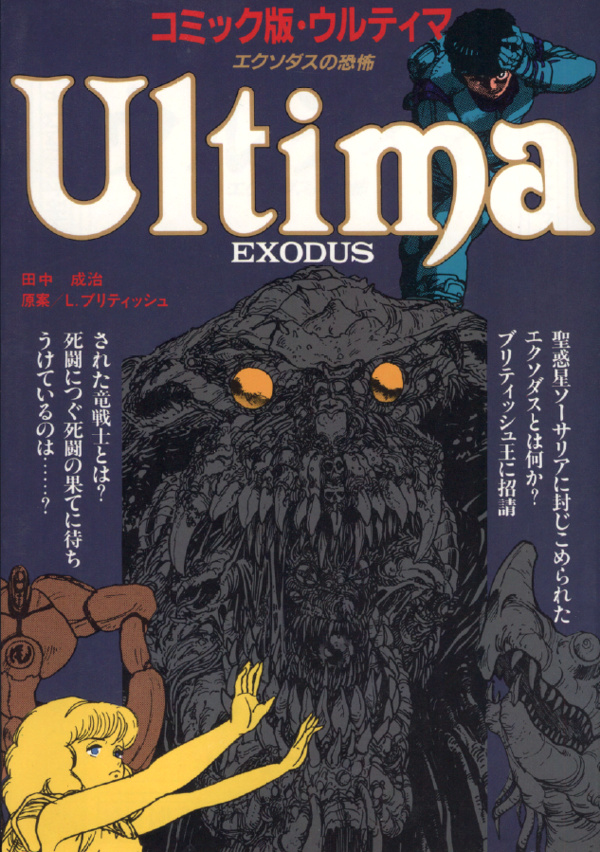 コミック版・ウルティマ
エクソダスの恐怖
Ultima
EXODUS
田中 成治
原案/L.ブリティッシュ
聖惑星ソーサリアに封じこめられた
エクソダスとは何か?
ブリティッシュ王に招請
された竜戦士とは?
死闘につぐ死闘の果てに待ち
うけているのは……?